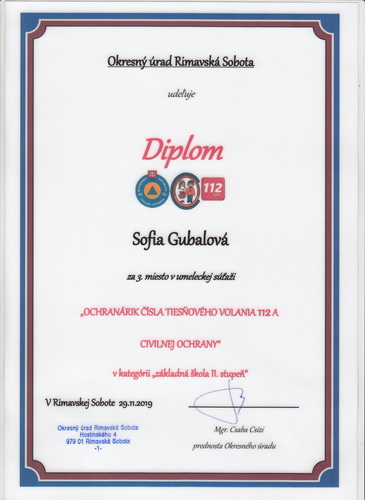 Okresný úrad Rimavská Sobota
udeľuje
Diplom
112
Sofia Gubalová
za 3. miesto v umeleckej súťaži
„OCHRANÁRIK ČÍSLA TIESŇOVÉHO VOLANIA 112 A
CIVILNEJ OCHRANY“
v kategórii „základná škola II. stupeň“
V Rimavskej Sobote 29.11.2019
Okresný úrad Rimavská Sobota
Hostinského 4
979 01 Rimavská Sobota
-1-
Mgr. Csaba Csízi
prednosta Okresného úradu